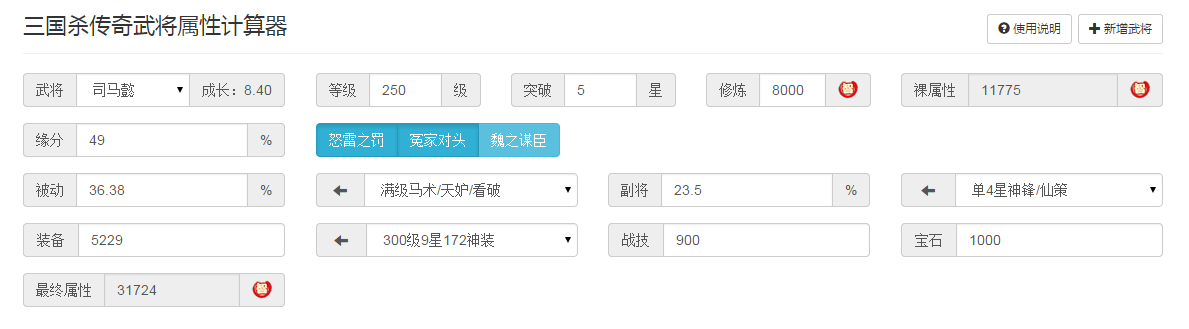 三国杀传奇武将属性计算器 使用说明 新增武将
武将 司马懿 成长：8.40 等级 250 级 突破 5 星 修炼 8000 裸属性 11775
缘分 49 % 怒雷之罚 冤家对头 魏之谋臣
被动 36.38 % 满级马术/天妒/看破 副将 23.5 % 单4星神锋/仙策
装备 5229 300级9星172神装 战技 900 宝石 1000
最终属性 31724